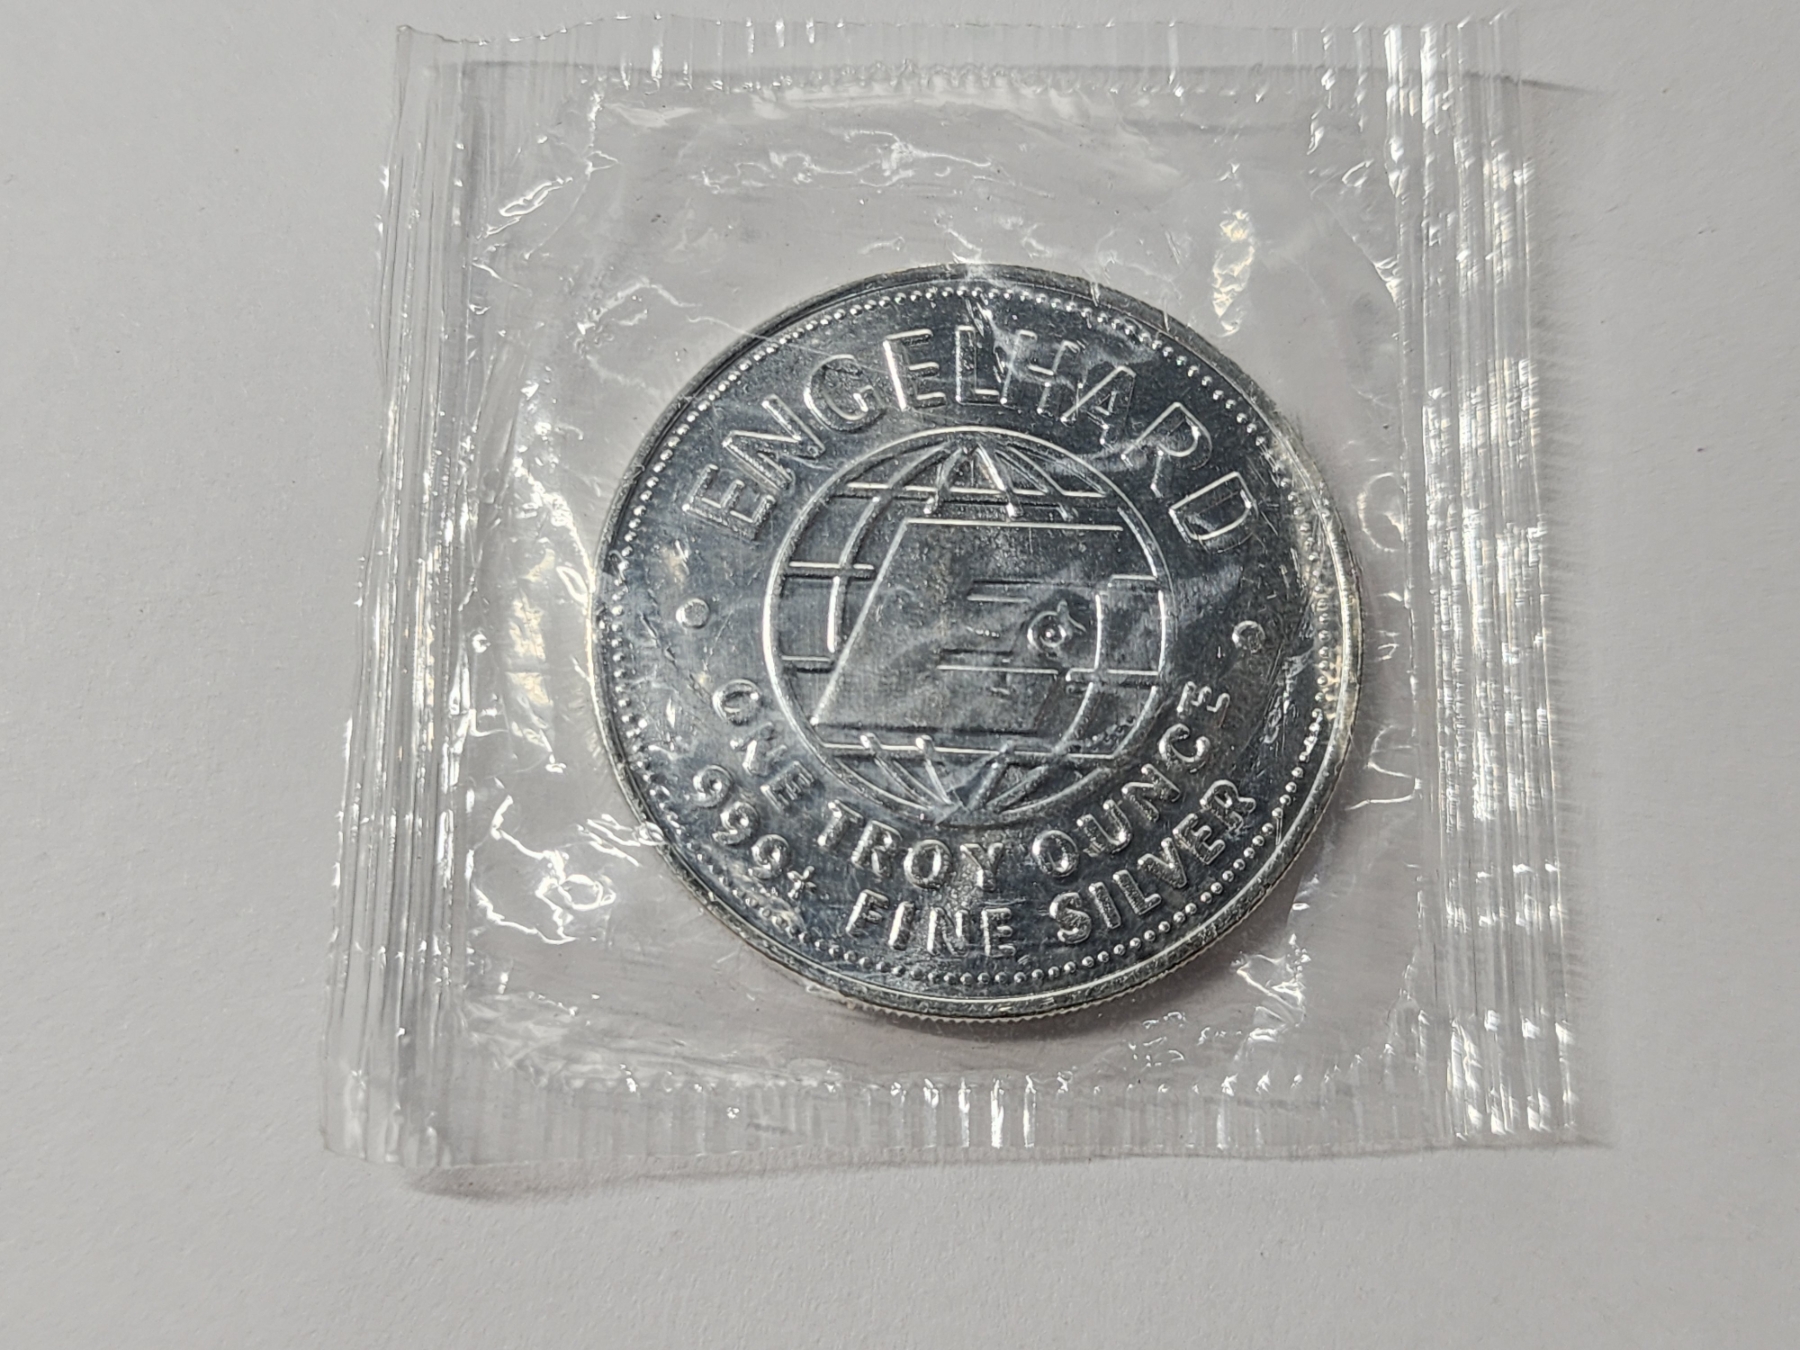 ENGELHARD
E
ONE TROY OUNCE
999+ FINE SILVER